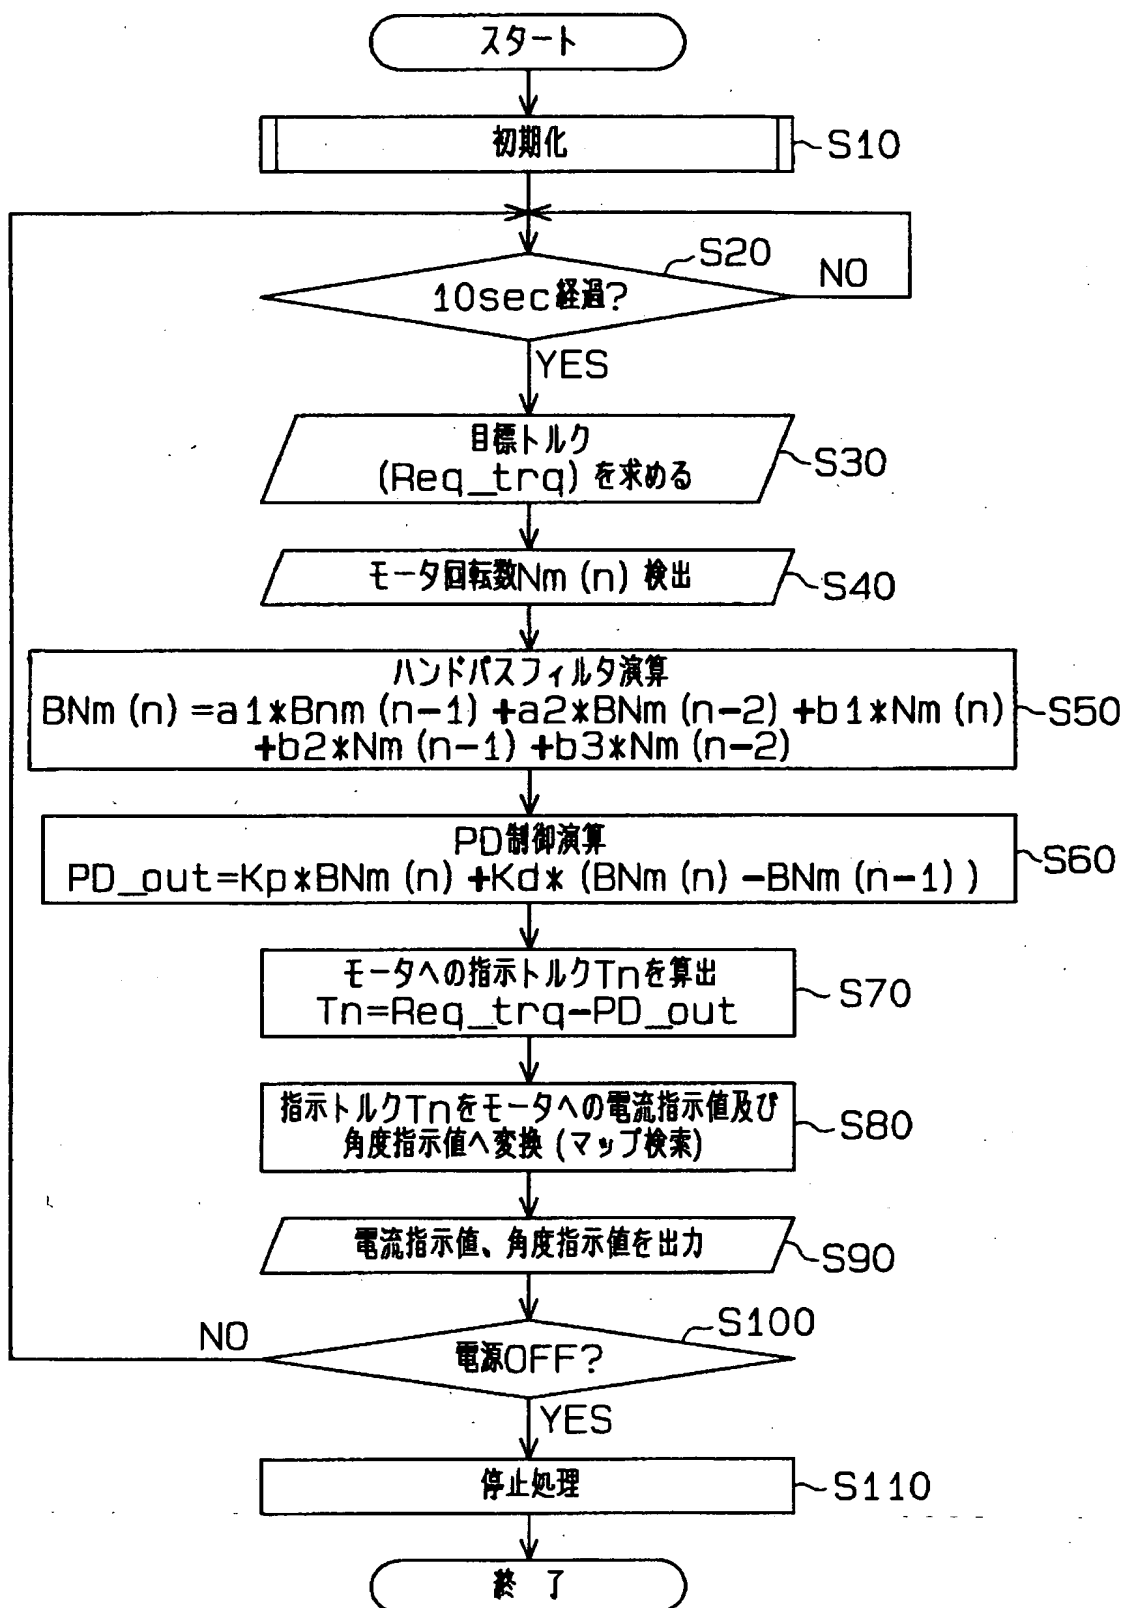 スタート
初期化
S10
S20
NO
10sec経過?
YES
目標トルク
(Req_trq)を求める
S30
モータ回転数Nm(n)検出
S40
ハンドパスフィルタ演算
BNm(n)=a1*Bnm(n-1)+a2*BNm(n-2)+b1*Nm(n)
+b2*Nm(n-1)+b3*Nm(n-2)
S50
PD制御演算
PD_out=Kp*BNm(n)+Kd*(BNm(n)-BNm(n-1))
S60
モータへの指示トルクTnを算出
Tn=Req_trq-PD_out
S70
指示トルクTnをモータへの電流指示値及び
角度指示値へ変換(マップ検索)
S80
電流指示値、角度指示値を出力
S90
NO
S100
電源OFF?
YES
停止処理
S110
終 了